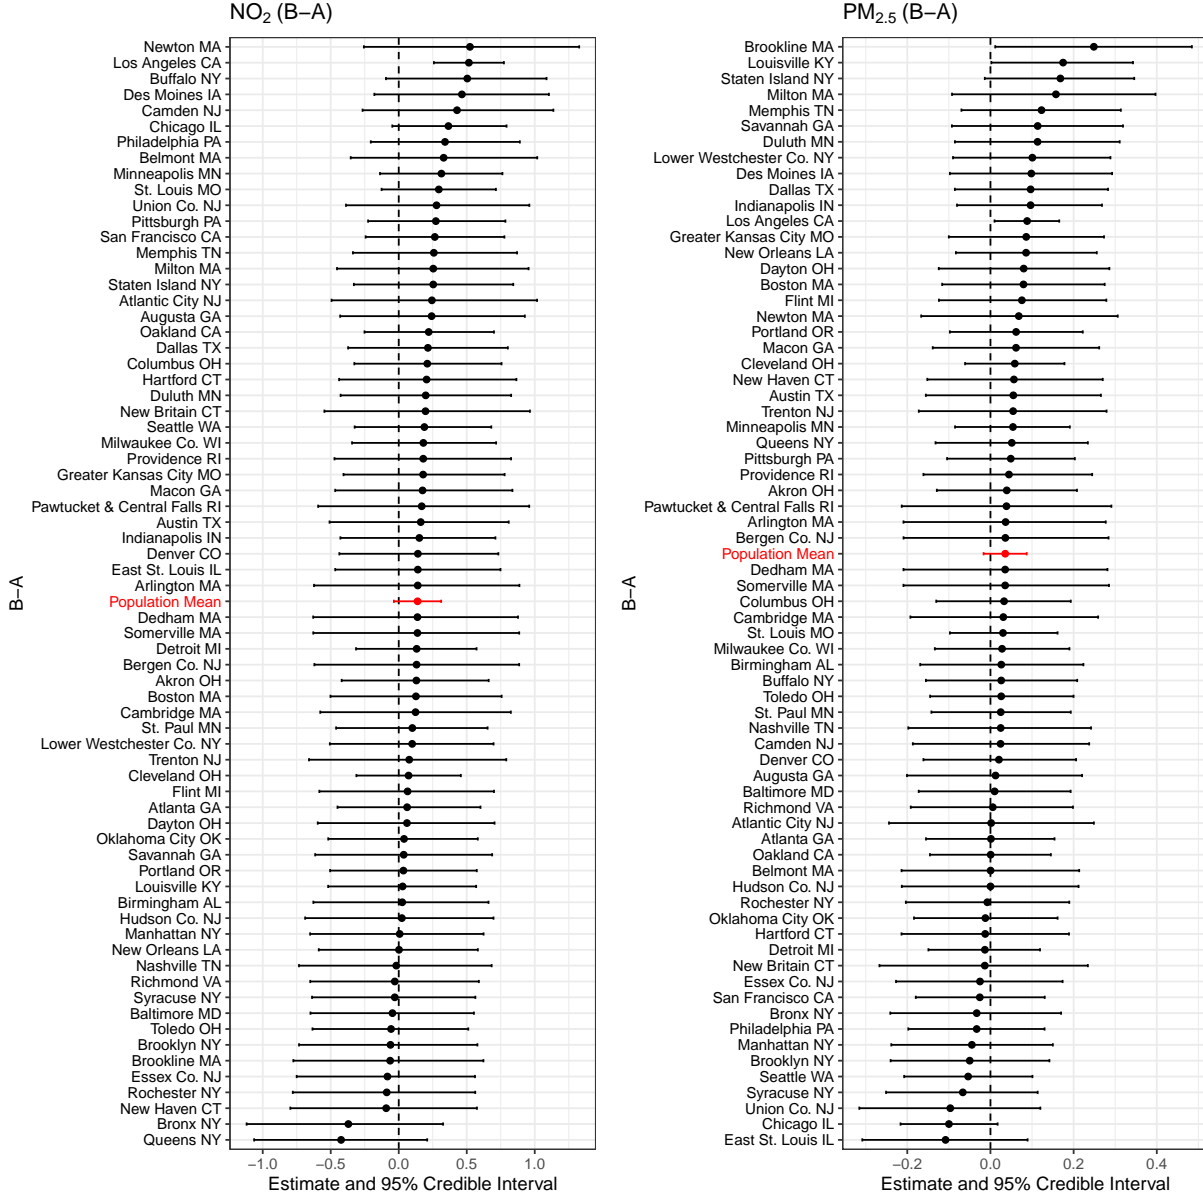 NO2 (B−A)
B−A
Newton MA
Los Angeles CA
Buffalo NY
Des Moines IA
Camden NJ
Chicago IL
Philadelphia PA
Belmont MA
Minneapolis MN
St. Louis MO
Union Co. NJ
Pittsburgh PA
San Francisco CA
Memphis TN
Milton MA
Staten Island NY
Atlantic City NJ
Augusta GA
Oakland CA
Dallas TX
Columbus OH
Hartford CT
Duluth MN
New Britain CT
Seattle WA
Milwaukee Co. WI
Providence RI
Greater Kansas City MO
Macon GA
Pawtucket & Central Falls RI
Austin TX
Indianapolis IN
Denver CO
East St. Louis IL
Arlington MA
Population Mean
Dedham MA
Somerville MA
Detroit MI
Bergen Co. NJ
Akron OH
Boston MA
Cambridge MA
St. Paul MN
Lower Westchester Co. NY
Trenton NJ
Cleveland OH
Flint MI
Atlanta GA
Dayton OH
Oklahoma City OK
Savannah GA
Portland OR
Louisville KY
Birmingham AL
Hudson Co. NJ
Manhattan NY
New Orleans LA
Nashville TN
Richmond VA
Syracuse NY
Baltimore MD
Toledo OH
Brooklyn NY
Brookline MA
Essex Co. NJ
Rochester NY
New Haven CT
Bronx NY
Queens NY
−1.0 −0.5 0.0 0.5 1.0
Estimate and 95% Credible Interval
PM2.5 (B−A)
B−A
Brookline MA
Louisville KY
Staten Island NY
Milton MA
Memphis TN
Savannah GA
Duluth MN
Lower Westchester Co. NY
Des Moines IA
Dallas TX
Indianapolis IN
Los Angeles CA
Greater Kansas City MO
New Orleans LA
Dayton OH
Boston MA
Flint MI
Newton MA
Portland OR
Macon GA
Cleveland OH
New Haven CT
Austin TX
Trenton NJ
Minneapolis MN
Queens NY
Pittsburgh PA
Providence RI
Akron OH
Pawtucket & Central Falls RI
Arlington MA
Bergen Co. NJ
Population Mean
Dedham MA
Somerville MA
Columbus OH
Cambridge MA
St. Louis MO
Milwaukee Co. WI
Birmingham AL
Buffalo NY
Toledo OH
St. Paul MN
Nashville TN
Camden NJ
Denver CO
Augusta GA
Baltimore MD
Richmond VA
Atlantic City NJ
Atlanta GA
Oakland CA
Belmont MA
Hudson Co. NJ
Rochester NY
Oklahoma City OK
Hartford CT
Detroit MI
New Britain CT
Essex Co. NJ
San Francisco CA
Bronx NY
Philadelphia PA
Manhattan NY
Brooklyn NY
Seattle WA
Syracuse NY
Union Co. NJ
Chicago IL
East St. Louis IL
−0.2 0.0 0.2 0.4
Estimate and 95% Credible Interval